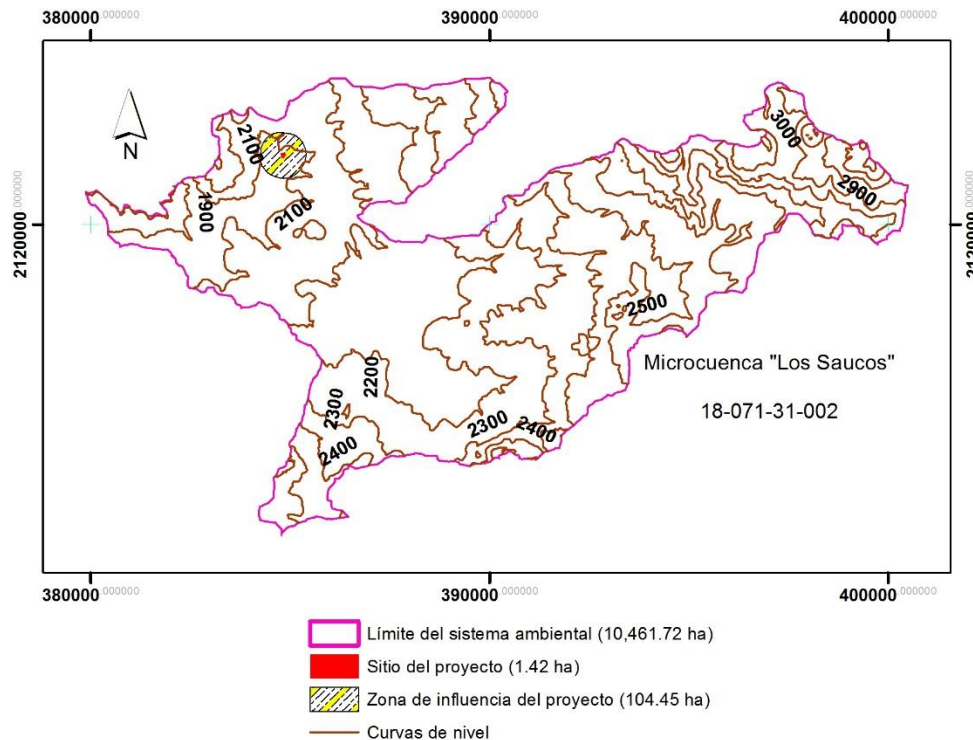 380000.000000 390000.000000 400000.000000
3000
2100
2900
N
1900
2100
2120000.000000 2120000.000000
2500
Microcuenca "Los Saucos"
2200
18-071-31-002
2300
2300
2400
2400
380000.000000 390000.000000 400000.000000
Límite del sistema ambiental (10,461.72 ha)
Sitio del proyecto (1.42 ha)
Zona de influencia del proyecto (104.45 ha)
Curvas de nivel